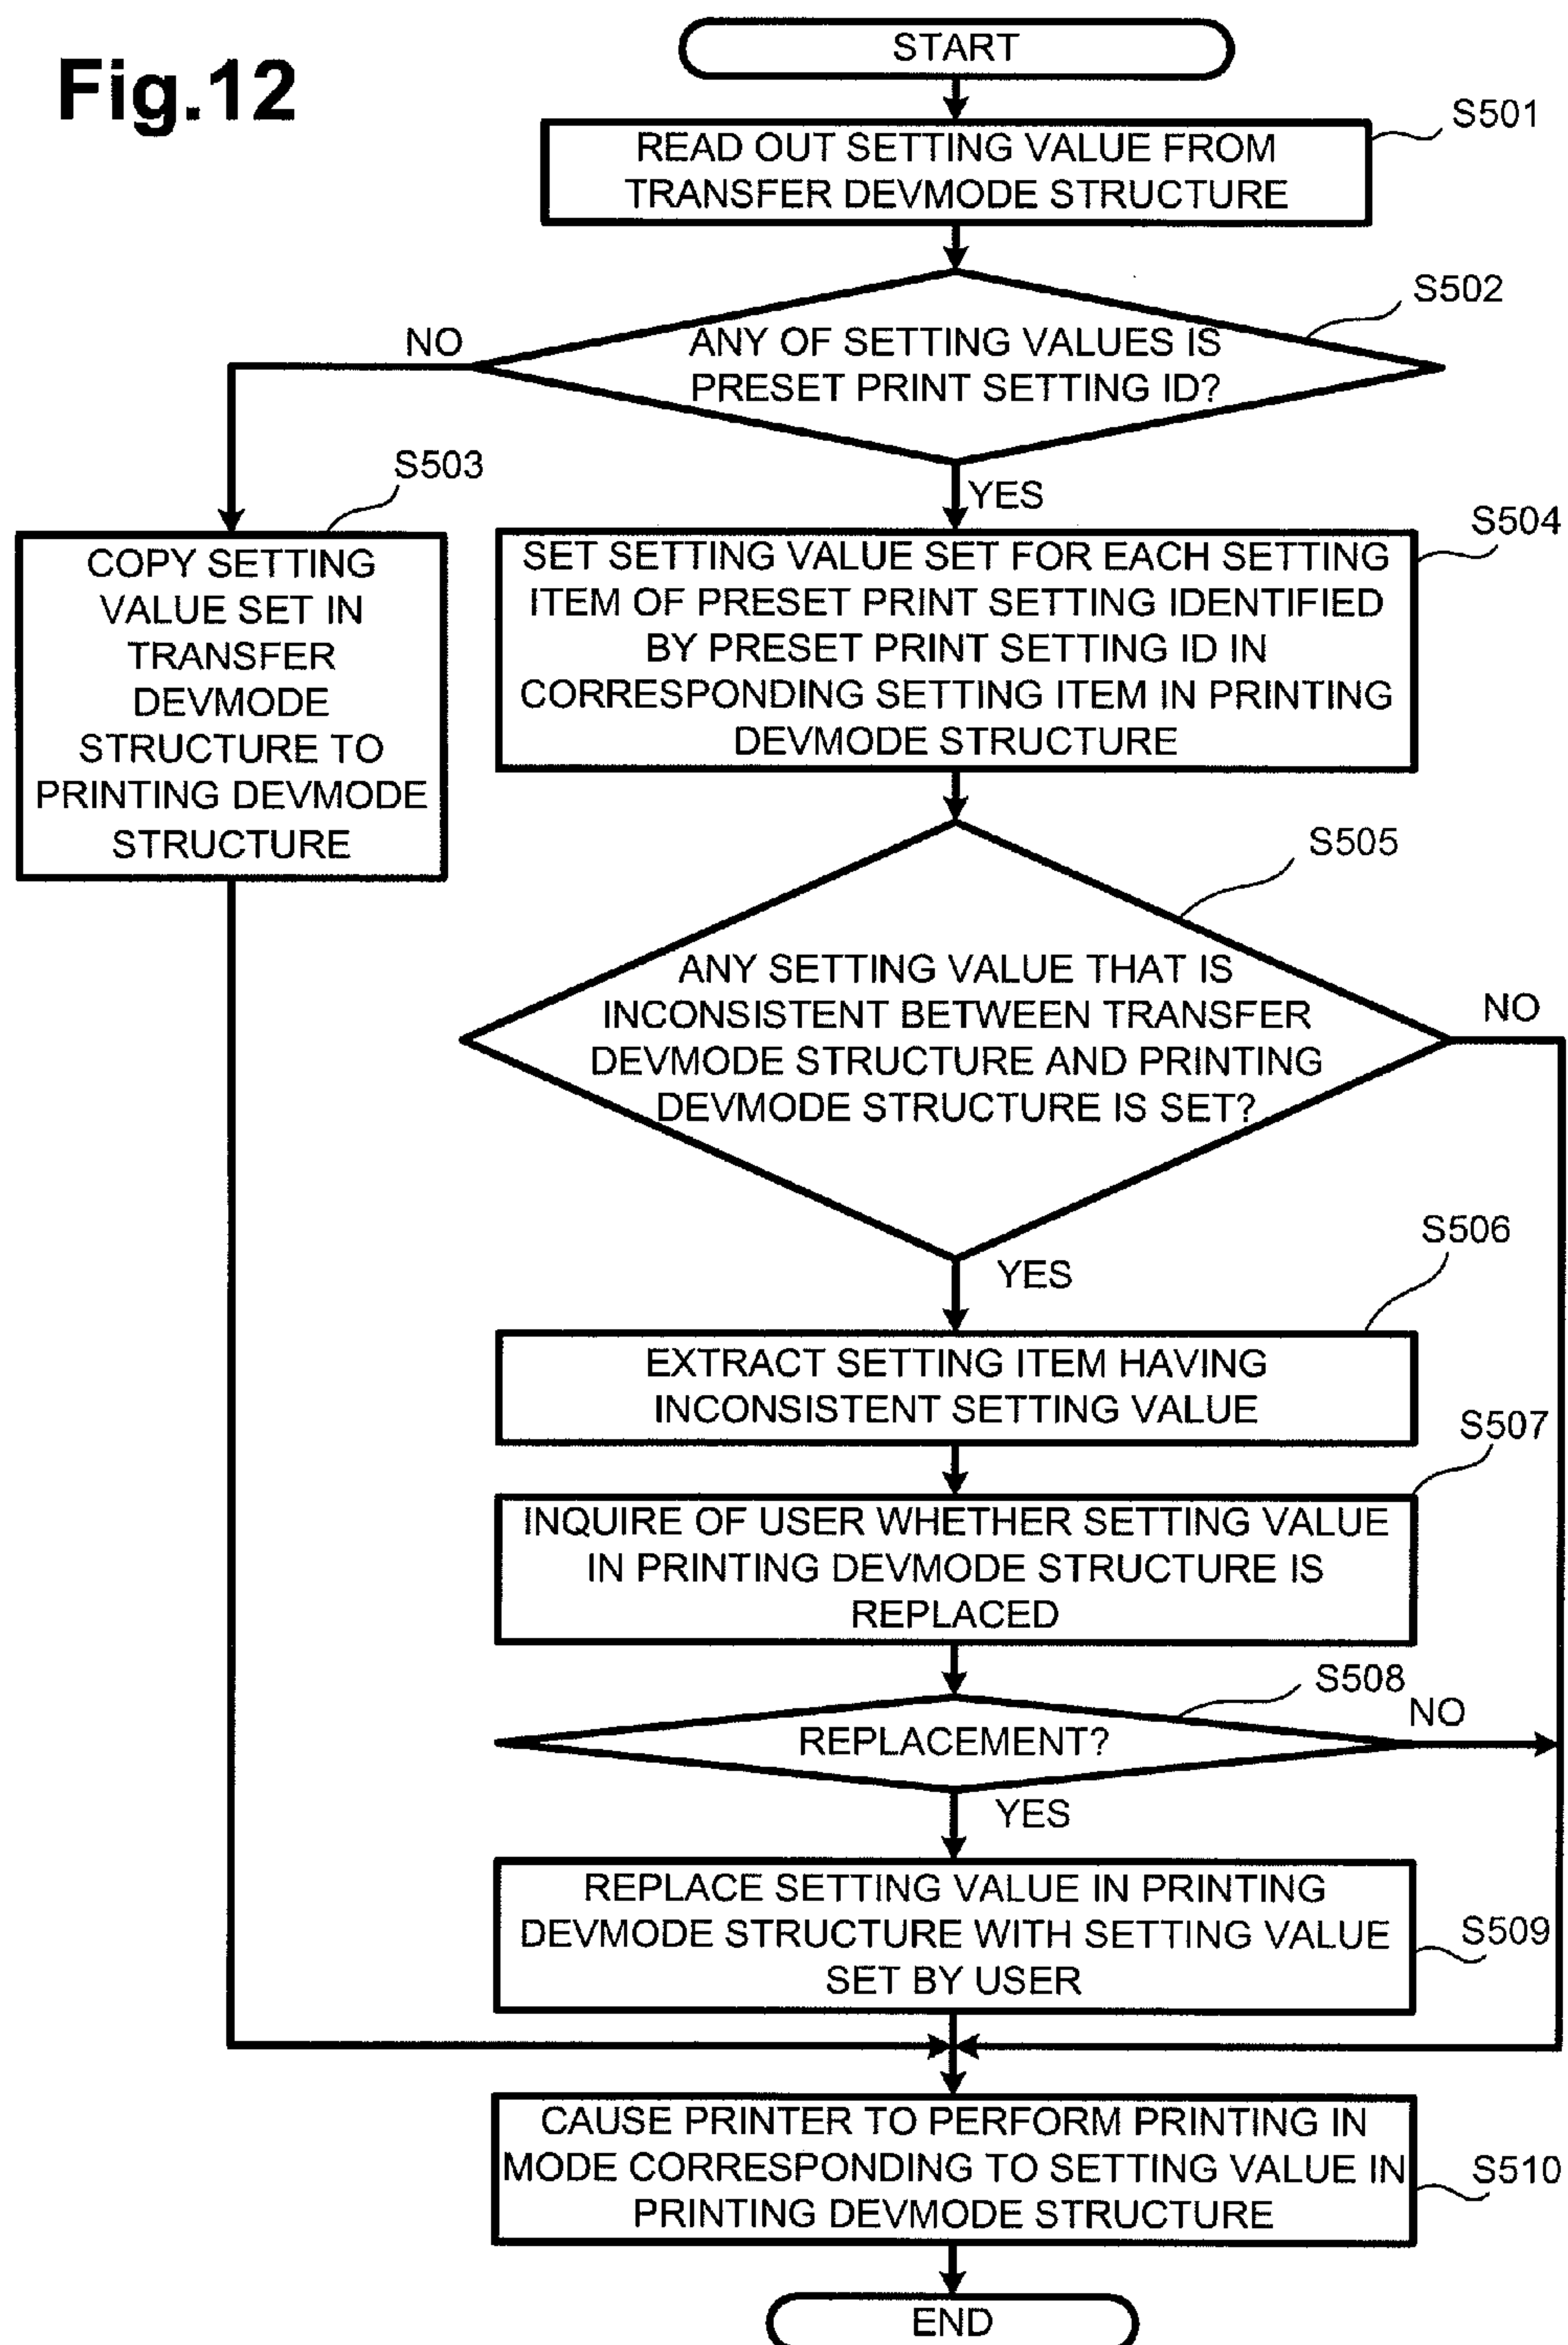 Fig.12
START
S501
READ OUT SETTING VALUE FROM
TRANSFER DEVMODE STRUCTURE
S502
NO
ANY OF SETTING VALUES IS
PRESET PRINT SETTING ID?
YES
S503
COPY SETTING
VALUE SET IN
TRANSFER
DEVMODE
STRUCTURE TO
PRINTING DEVMODE
STRUCTURE
S504
SET SETTING VALUE SET FOR EACH SETTING
ITEM OF PRESET PRINT SETTING IDENTIFIED
BY PRESET PRINT SETTING ID IN
CORRESPONDING SETTING ITEM IN PRINTING
DEVMODE STRUCTURE
S505
ANY SETTING VALUE THAT IS
INCONSISTENT BETWEEN TRANSFER
DEVMODE STRUCTURE AND PRINTING
DEVMODE STRUCTURE IS SET?
NO
YES
S506
EXTRACT SETTING ITEM HAVING
INCONSISTENT SETTING VALUE
S507
INQUIRE OF USER WHETHER SETTING VALUE
IN PRINTING DEVMODE STRUCTURE IS
REPLACED
S508
REPLACEMENT?
NO
YES
REPLACE SETTING VALUE IN PRINTING
DEVMODE STRUCTURE WITH SETTING VALUE
SET BY USER
S509
CAUSE PRINTER TO PERFORM PRINTING IN
MODE CORRESPONDING TO SETTING VALUE IN
PRINTING DEVMODE STRUCTURE
S510
END